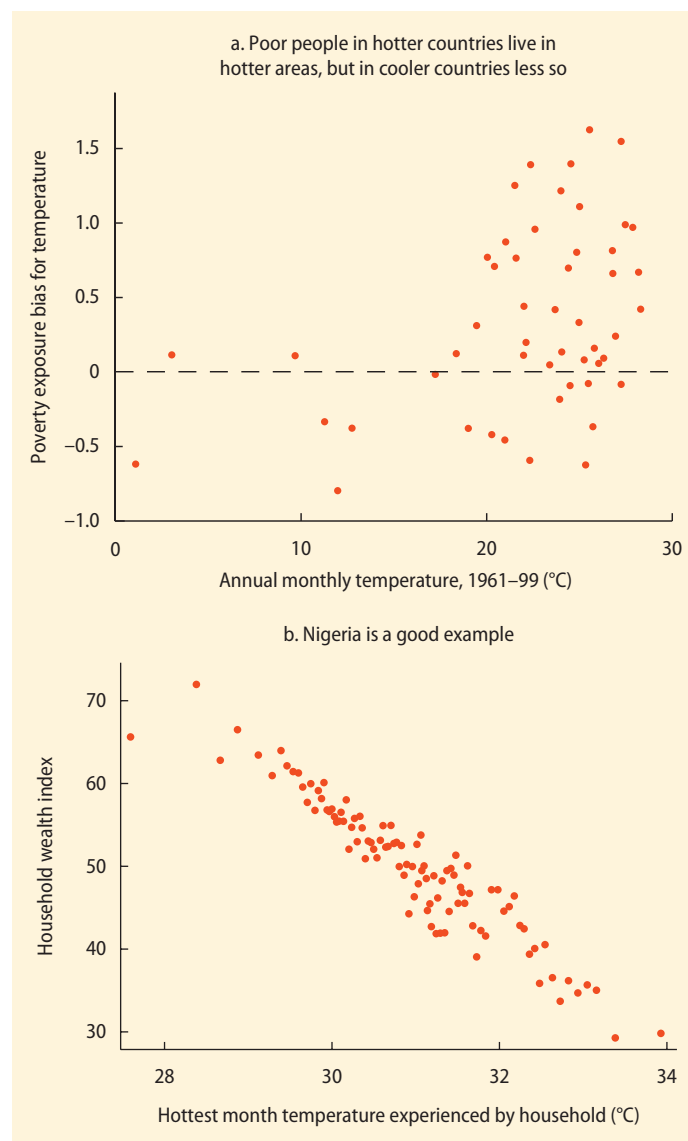 a. Poor people in hotter countries live in
hotter areas, but in cooler countries less so
Poverty exposure bias for temperature
1.5
1.0
0.5
0
−0.5
−1.0
0
10
20
30
Annual monthly temperature, 1961–99 (°C)
b. Nigeria is a good example
Household wealth index
70
60
50
40
30
28
30
32
34
Hottest month temperature experienced by household (°C)